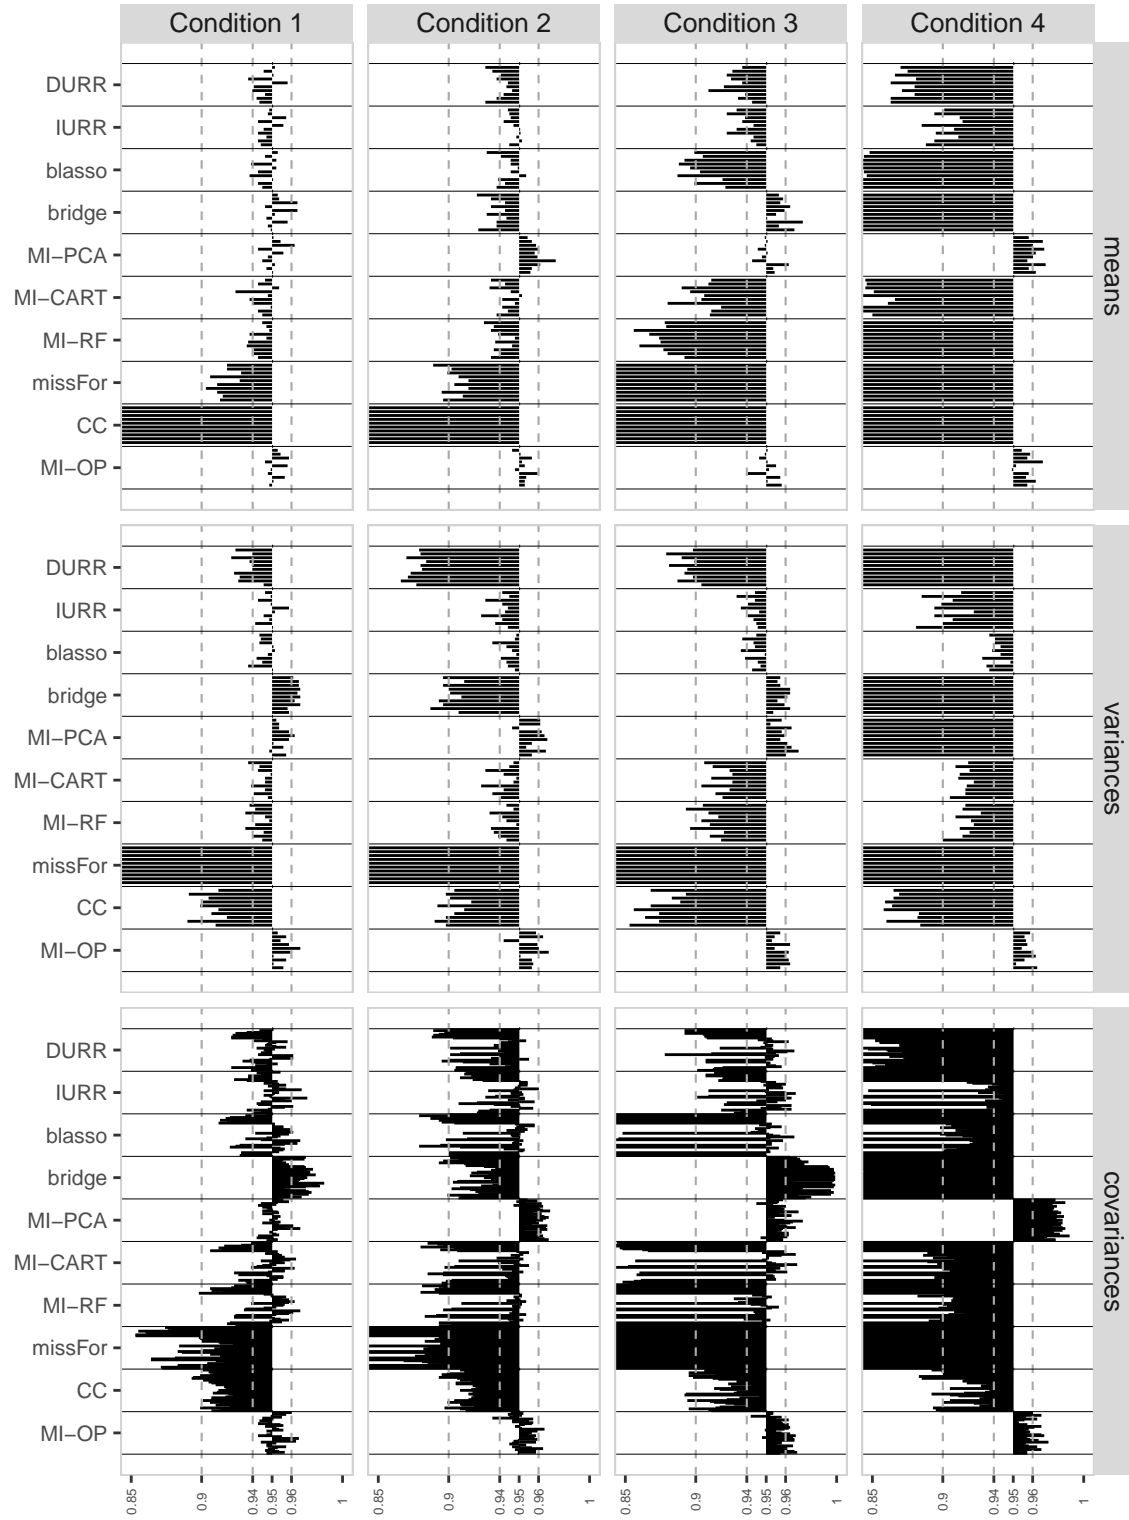 Condition 1 Condition 2 Condition 3 Condition 4
DURR
IURR
blasso
bridge
MI−PCA
MI−CART
MI−RF
missFor
CC
MI−OP
means
DURR
IURR
blasso
bridge
MI−PCA
MI−CART
MI−RF
missFor
CC
MI−OP
variances
DURR
IURR
blasso
bridge
MI−PCA
MI−CART
MI−RF
missFor
CC
MI−OP
covariances
0.85 0.9 0.94 0.95 0.96 1 0.85 0.9 0.94 0.95 0.96 1 0.85 0.9 0.94 0.95 0.96 1 0.85 0.9 0.94 0.95 0.96 1